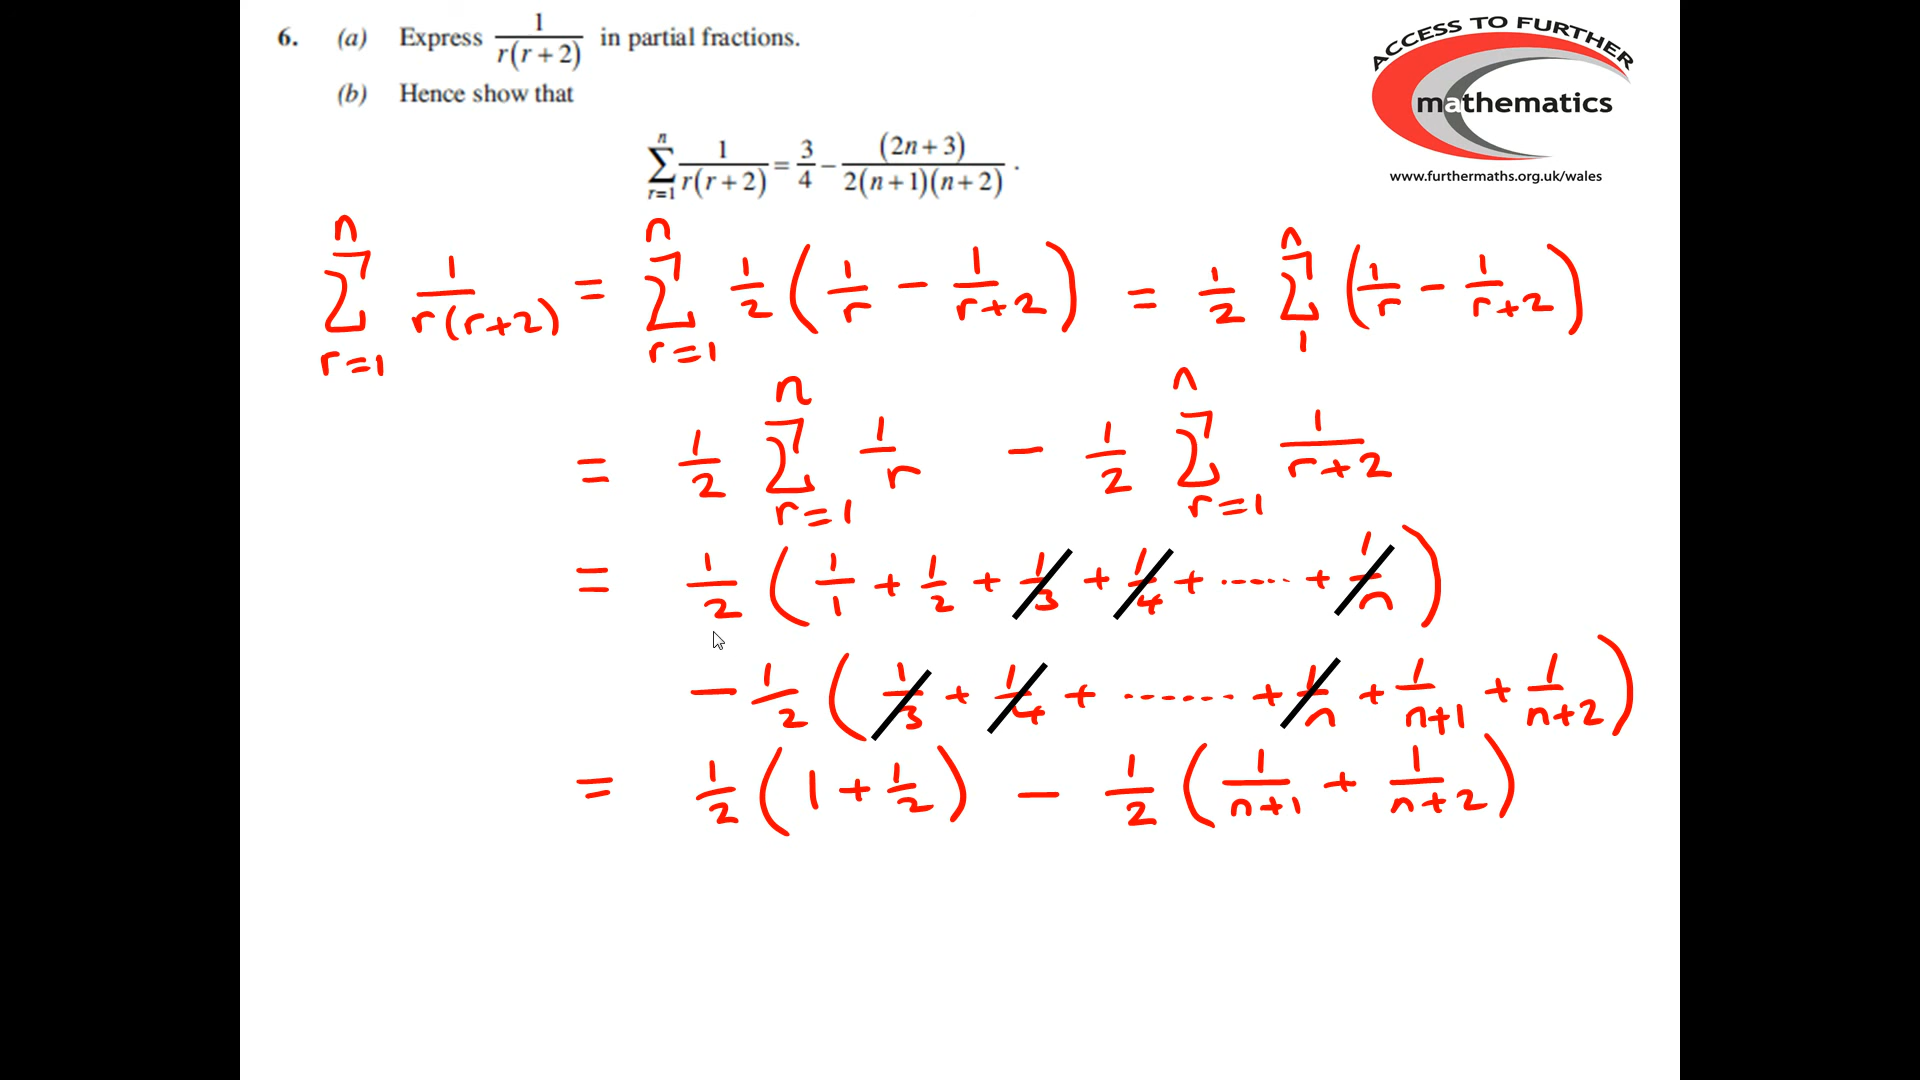 6. (a) Express 1/(r(r + 2)) in partial fractions.
ACCESS TO FURTHER
mathematics
www.furthermaths.org.uk/wales
(b) Hence show that
∑_{r=1}^{n} 1/(r(r + 2)) = 3/4 − (2n + 3)/(2(n + 1)(n + 2)) .
∑_{r=1}^{n} 1/(r(r+2)) = ∑_{r=1}^{n} 1/2 (1/r − 1/(r+2)) = 1/2 ∑_{1}^{n} (1/r − 1/(r+2))
= 1/2 ∑_{r=1}^{n} 1/r − 1/2 ∑_{r=1}^{n} 1/(r+2)
= 1/2 (1/1 + 1/2 + 1/3 + 1/4 + ...... + 1/n)
− 1/2 (1/3 + 1/4 + ....... + 1/n + 1/(n+1) + 1/(n+2))
= 1/2 (1 + 1/2) − 1/2 (1/(n+1) + 1/(n+2))